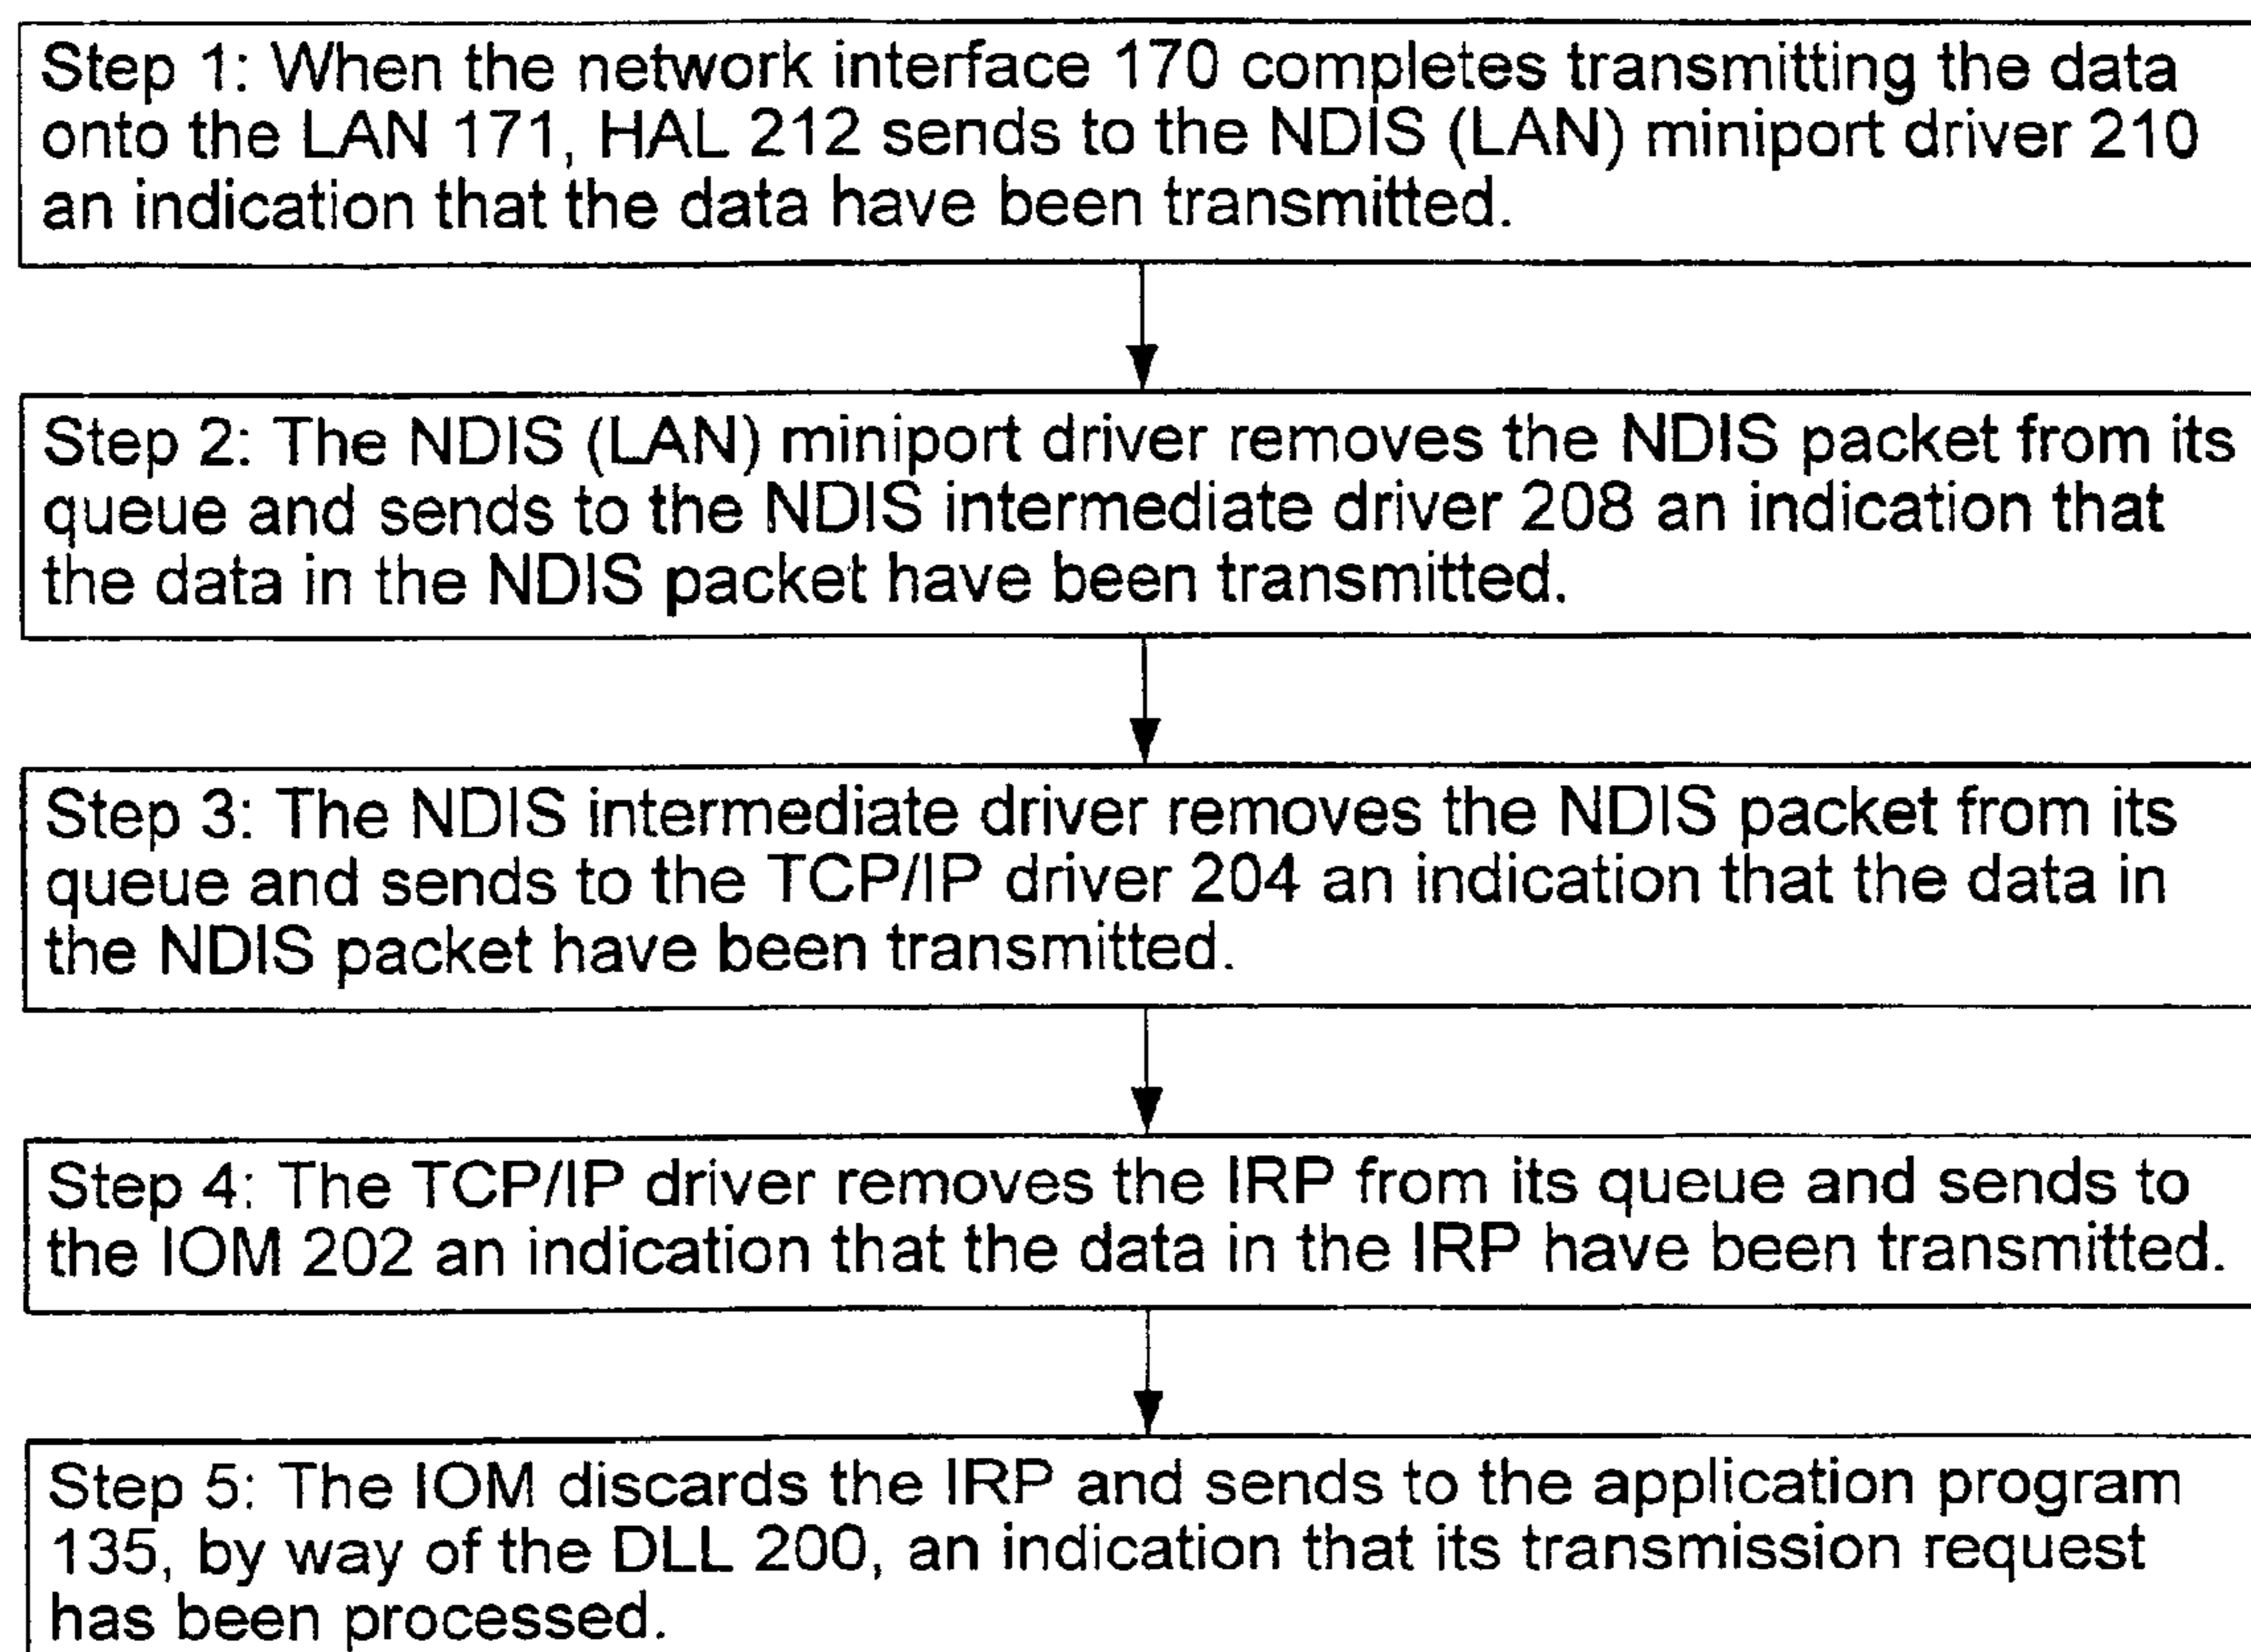 Step 1: When the network interface 170 completes transmitting the data
onto the LAN 171, HAL 212 sends to the NDIS (LAN) miniport driver 210
an indication that the data have been transmitted.
Step 2: The NDIS (LAN) miniport driver removes the NDIS packet from its
queue and sends to the NDIS intermediate driver 208 an indication that
the data in the NDIS packet have been transmitted.
Step 3: The NDIS intermediate driver removes the NDIS packet from its
queue and sends to the TCP/IP driver 204 an indication that the data in
the NDIS packet have been transmitted.
Step 4: The TCP/IP driver removes the IRP from its queue and sends to
the IOM 202 an indication that the data in the IRP have been transmitted.
Step 5: The IOM discards the IRP and sends to the application program
135, by way of the DLL 200, an indication that its transmission request
has been processed.